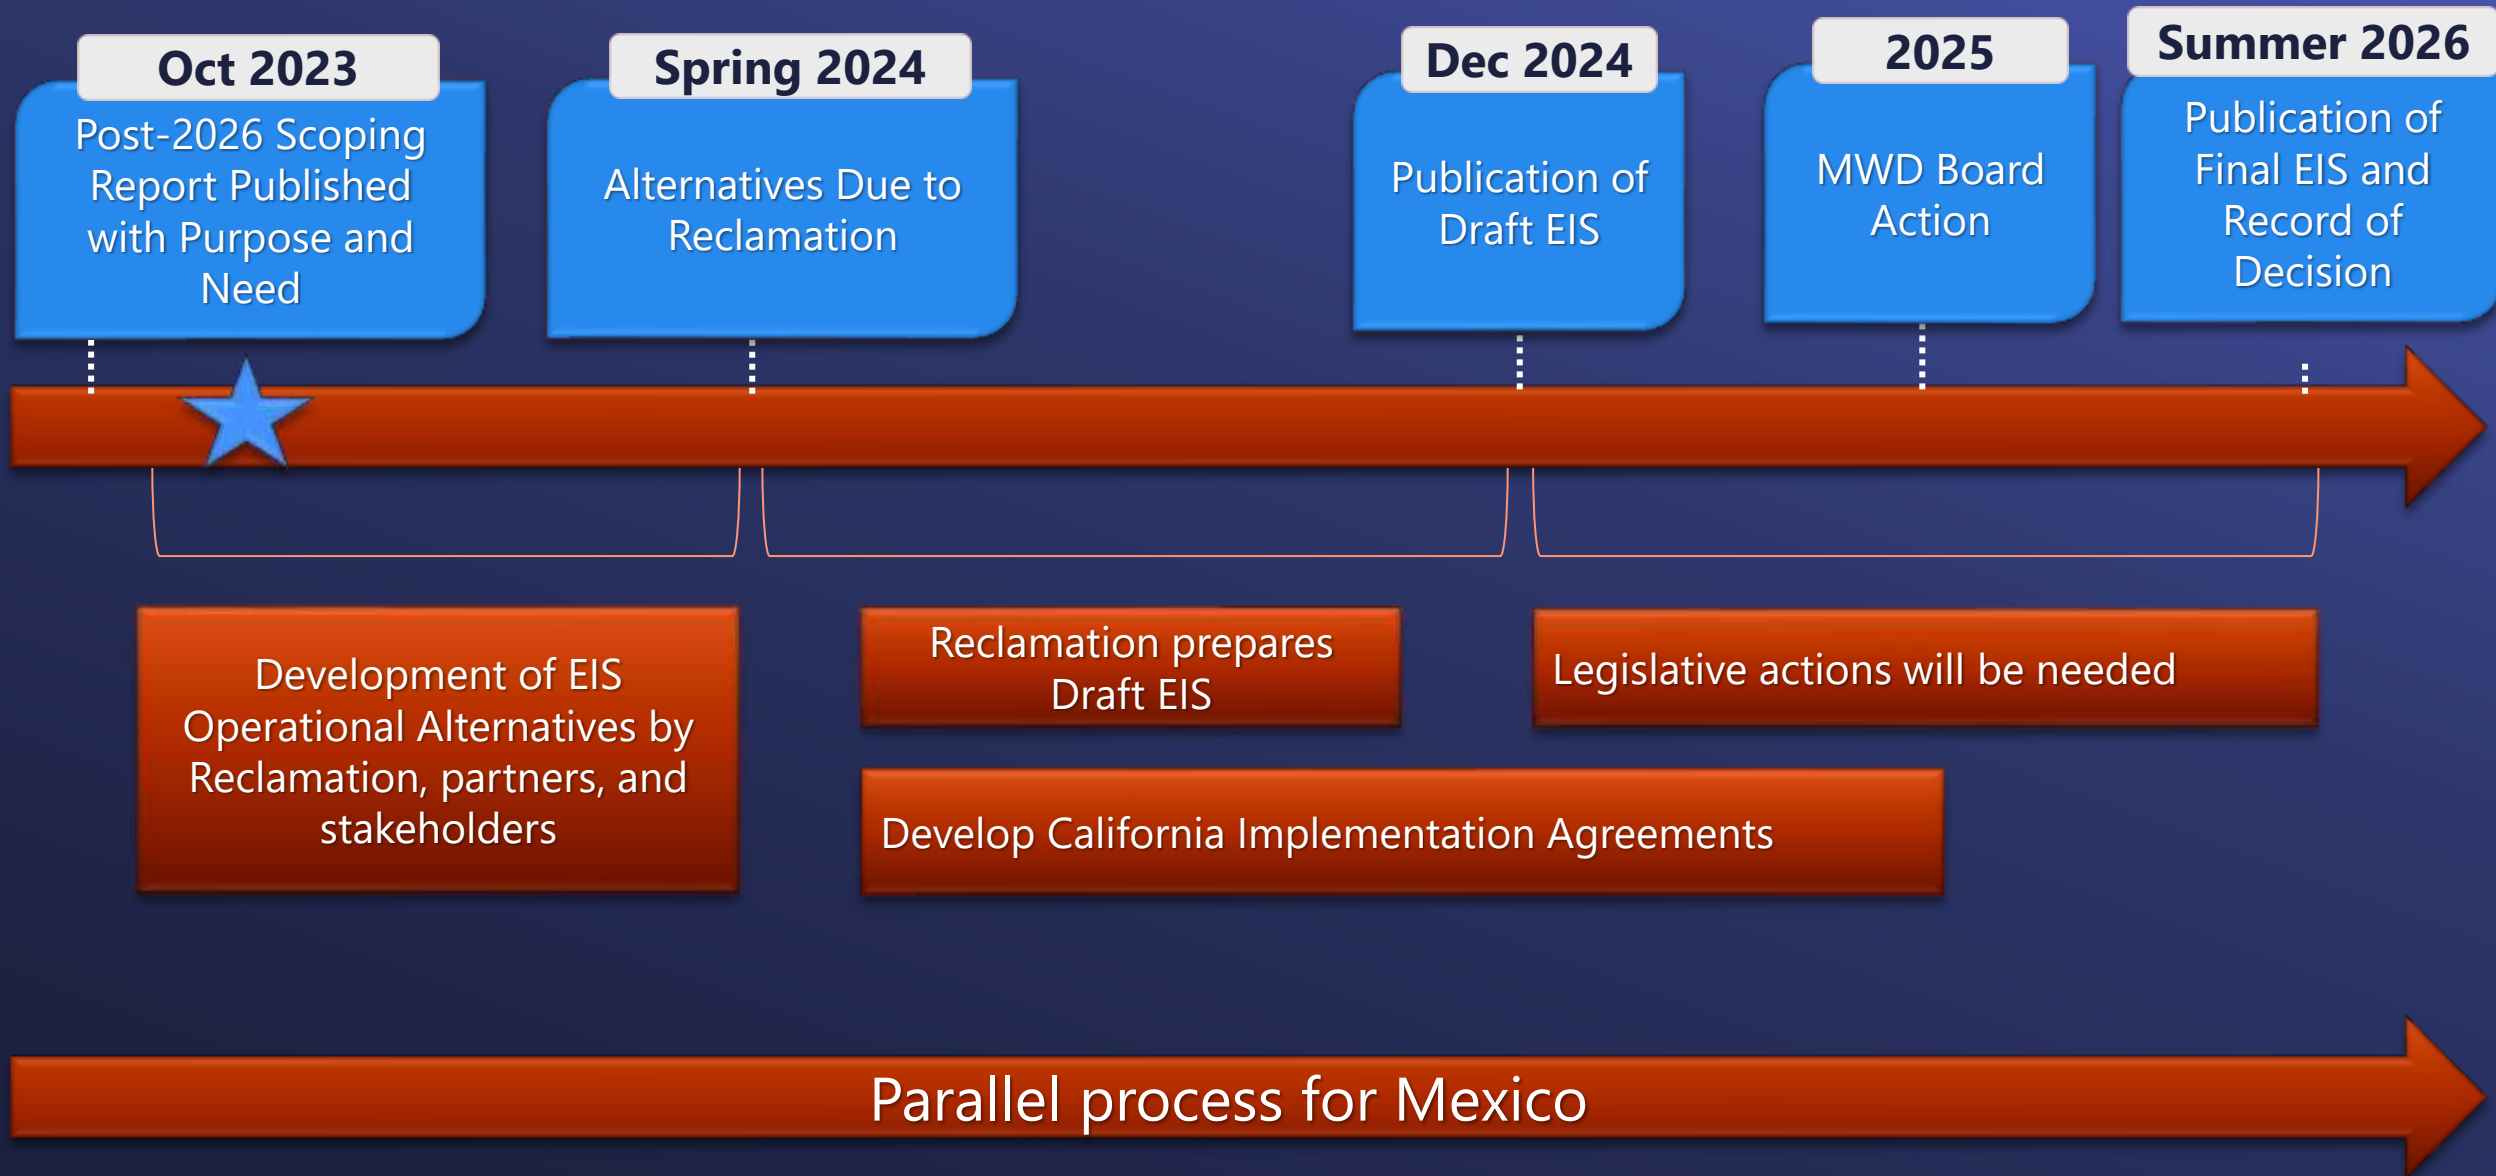 Oct 2023
Post-2026 Scoping
Report Published
with Purpose and
Need
Spring 2024
Alternatives Due to
Reclamation
Dec 2024
Publication of
Draft EIS
2025
MWD Board
Action
Summer 2026
Publication of
Final EIS and
Record of
Decision
Development of EIS
Operational Alternatives by
Reclamation, partners, and
stakeholders
Reclamation prepares
Draft EIS
Legislative actions will be needed
Develop California Implementation Agreements
Parallel process for Mexico